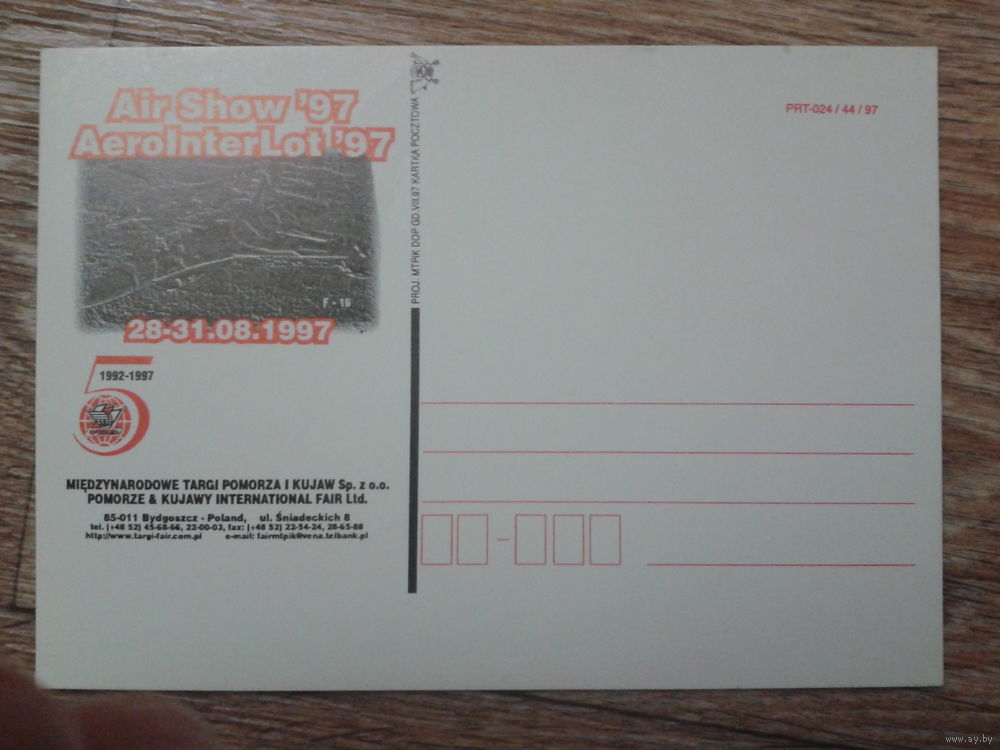 Air Show '97
AeroInterLot '97
F - 16
28-31.08.1997
1992-1997
MIĘDZYNARODOWE TARGI POMORZA I KUJAW Sp. z o.o.
POMORZE & KUJAWY INTERNATIONAL FAIR Ltd.
85-011 Bydgoszcz - Poland, ul. Śniadeckich 8
tel. (+48 52) 45-68-66, 22-00-03, fax: (+48 52) 22-54-24, 28-65-88
http://www.targi-fair.com.pl e-mail: fairmtpik@vena.telbank.pl
PROJ. MTPiK DOP GD VIII.97 KARTKA POCZTOWA
PRT-024 / 44 / 97
www.ay.by